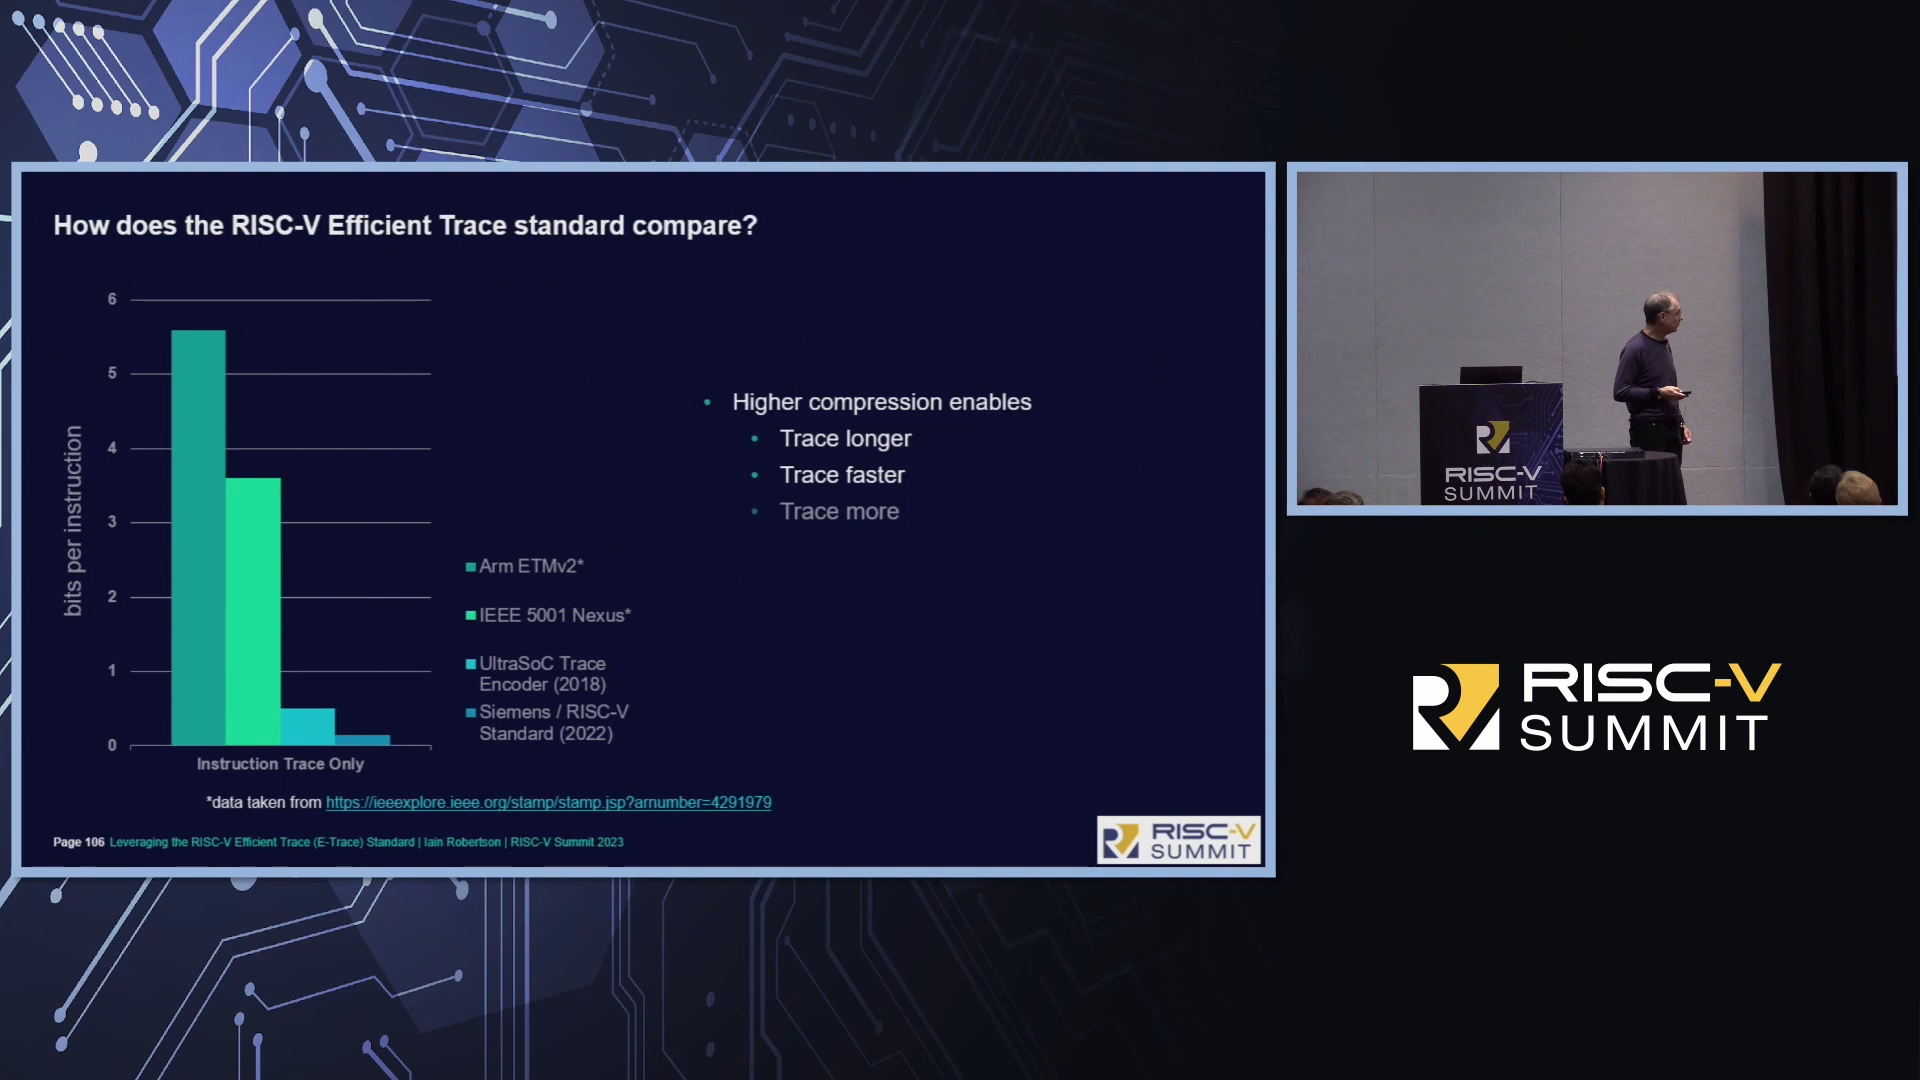 How does the RISC-V Efficient Trace standard compare?
6
5
4
3
2
1
0
bits per instruction
Instruction Trace Only
Arm ETMv2*
IEEE 5001 Nexus*
UltraSoC Trace
Encoder (2018)
Siemens / RISC-V
Standard (2022)
• Higher compression enables
• Trace longer
• Trace faster
• Trace more
*data taken from https://ieeexplore.ieee.org/stamp/stamp.jsp?arnumber=4291979
Page 106 Leveraging the RISC-V Efficient Trace (E-Trace) Standard | Iain Robertson | RISC-V Summit 2023
RISC-V
SUMMIT
RISC-V
SUMMIT
RISC-V
SUMMIT